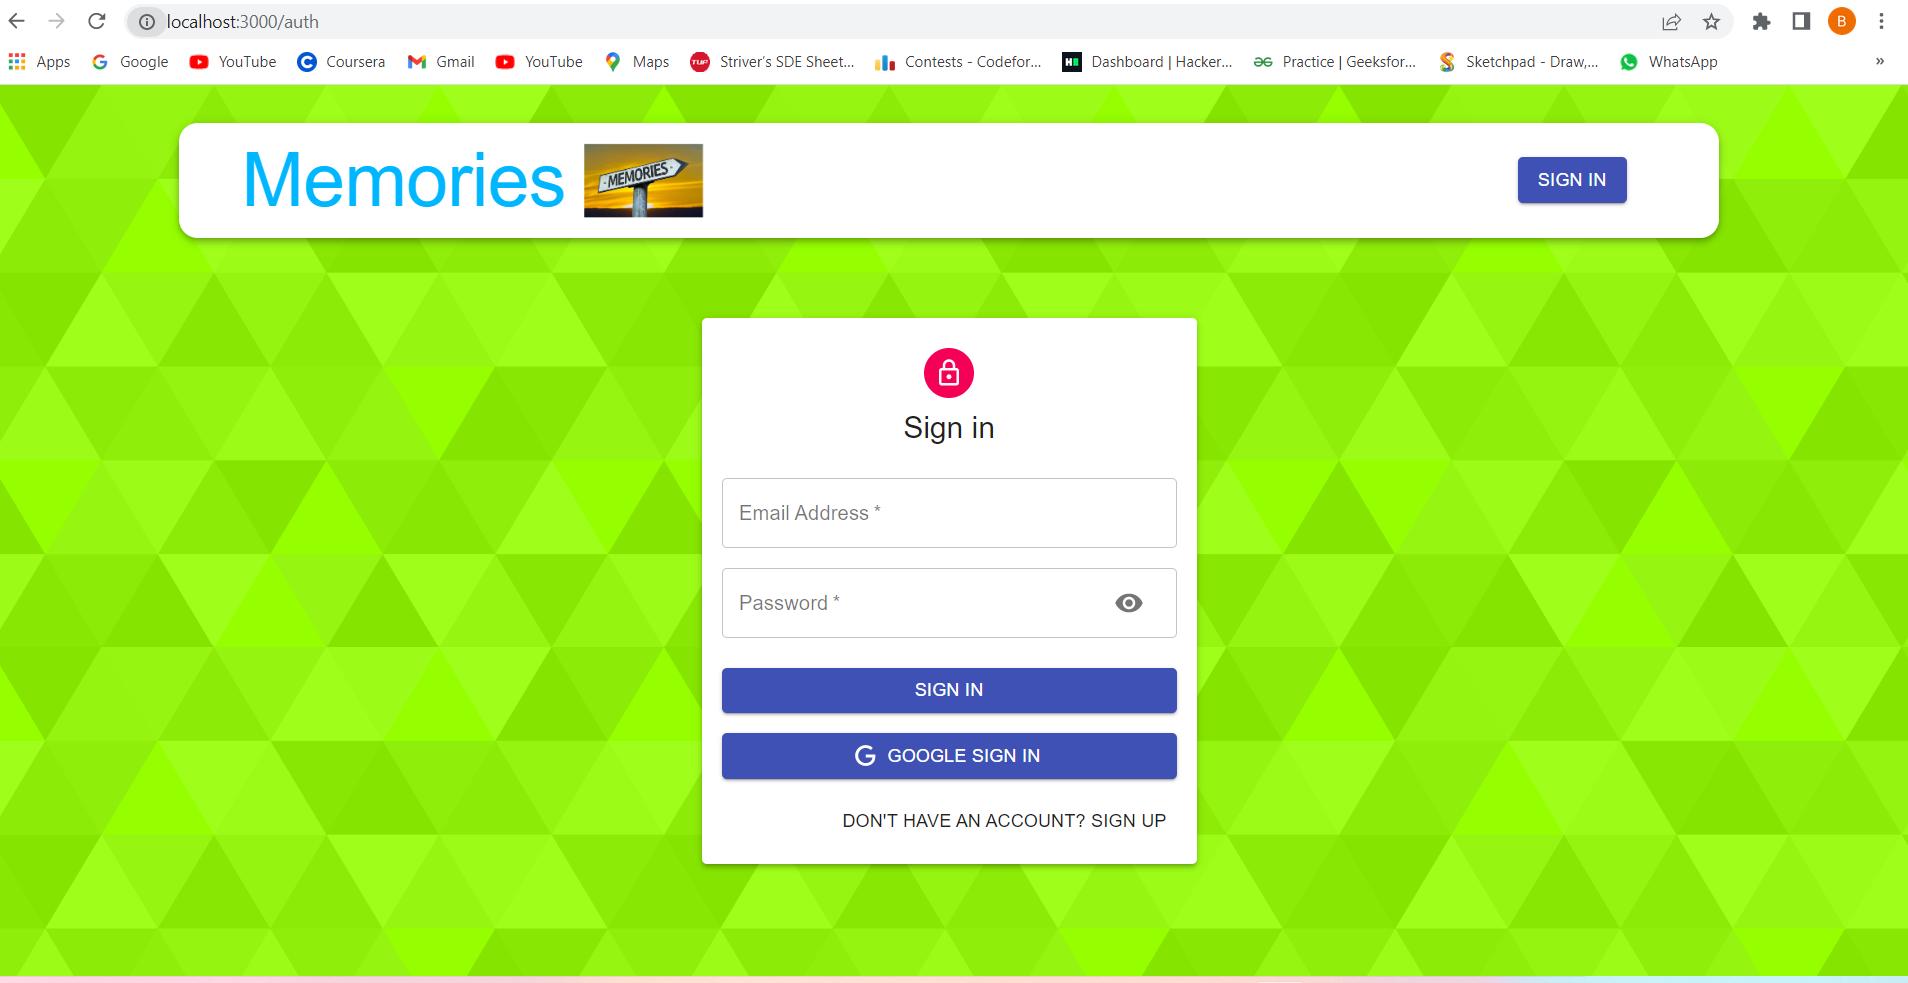 localhost:3000/auth
B
Apps Google YouTube Coursera Gmail YouTube Maps TUF Striver's SDE Sheet... Contests - Codefor... Dashboard | Hacker... Practice | Geeksfor... Sketchpad - Draw,... WhatsApp »
Memories
MEMORIES
SIGN IN
Sign in
Email Address *
Password *
SIGN IN
GOOGLE SIGN IN
DON'T HAVE AN ACCOUNT? SIGN UP